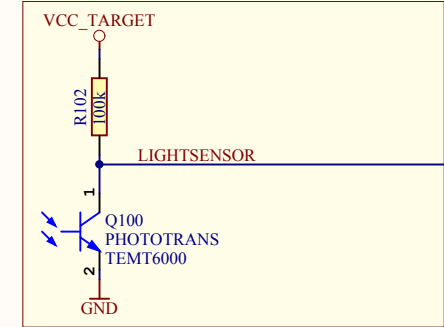 VCC_TARGET
R102
100k
LIGHTSENSOR
1
Q100
PHOTOTRANS
TEMT6000
2
GND